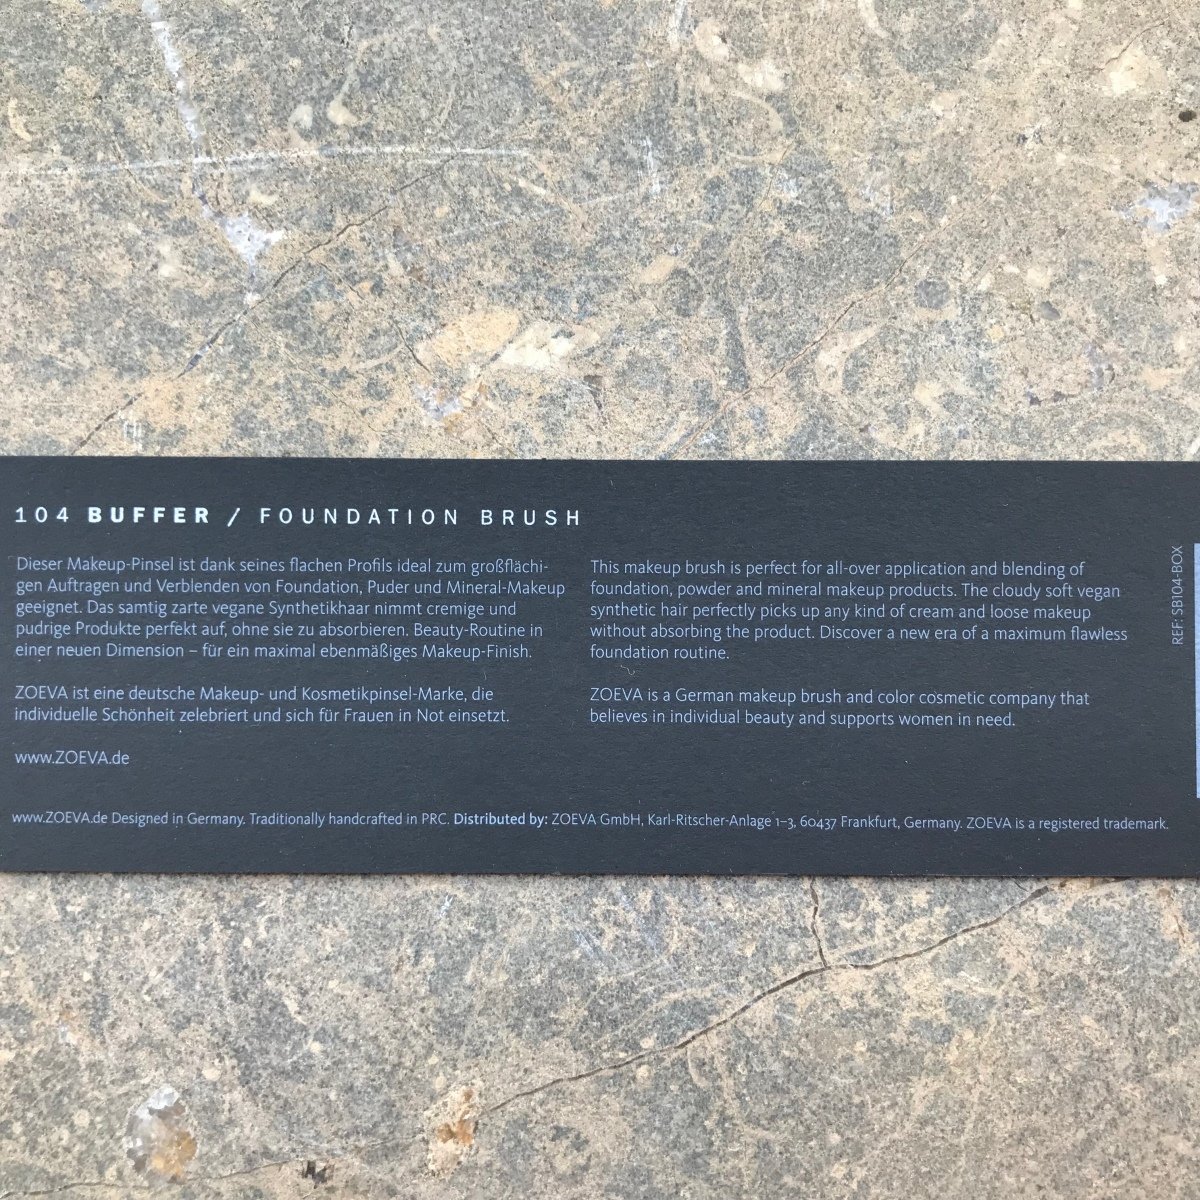 104 BUFFER / FOUNDATION BRUSH
Dieser Makeup-Pinsel ist dank seines flachen Profils ideal zum großflächi-
gen Auftragen und Verblenden von Foundation, Puder und Mineral-Makeup
geeignet. Das samtig zarte vegane Synthetikhaar nimmt cremige und
pudrige Produkte perfekt auf, ohne sie zu absorbieren. Beauty-Routine in
einer neuen Dimension – für ein maximal ebenmäßiges Makeup-Finish.
ZOEVA ist eine deutsche Makeup- und Kosmetikpinsel-Marke, die
individuelle Schönheit zelebriert und sich für Frauen in Not einsetzt.
www.ZOEVA.de
This makeup brush is perfect for all-over application and blending of
foundation, powder and mineral makeup products. The cloudy soft vegan
synthetic hair perfectly picks up any kind of cream and loose makeup
without absorbing the product. Discover a new era of a maximum flawless
foundation routine.
ZOEVA is a German makeup brush and color cosmetic company that
believes in individual beauty and supports women in need.
www.ZOEVA.de Designed in Germany. Traditionally handcrafted in PRC. Distributed by: ZOEVA GmbH, Karl-Ritscher-Anlage 1–3, 60437 Frankfurt, Germany. ZOEVA is a registered trademark.
REF: SB104-BOX